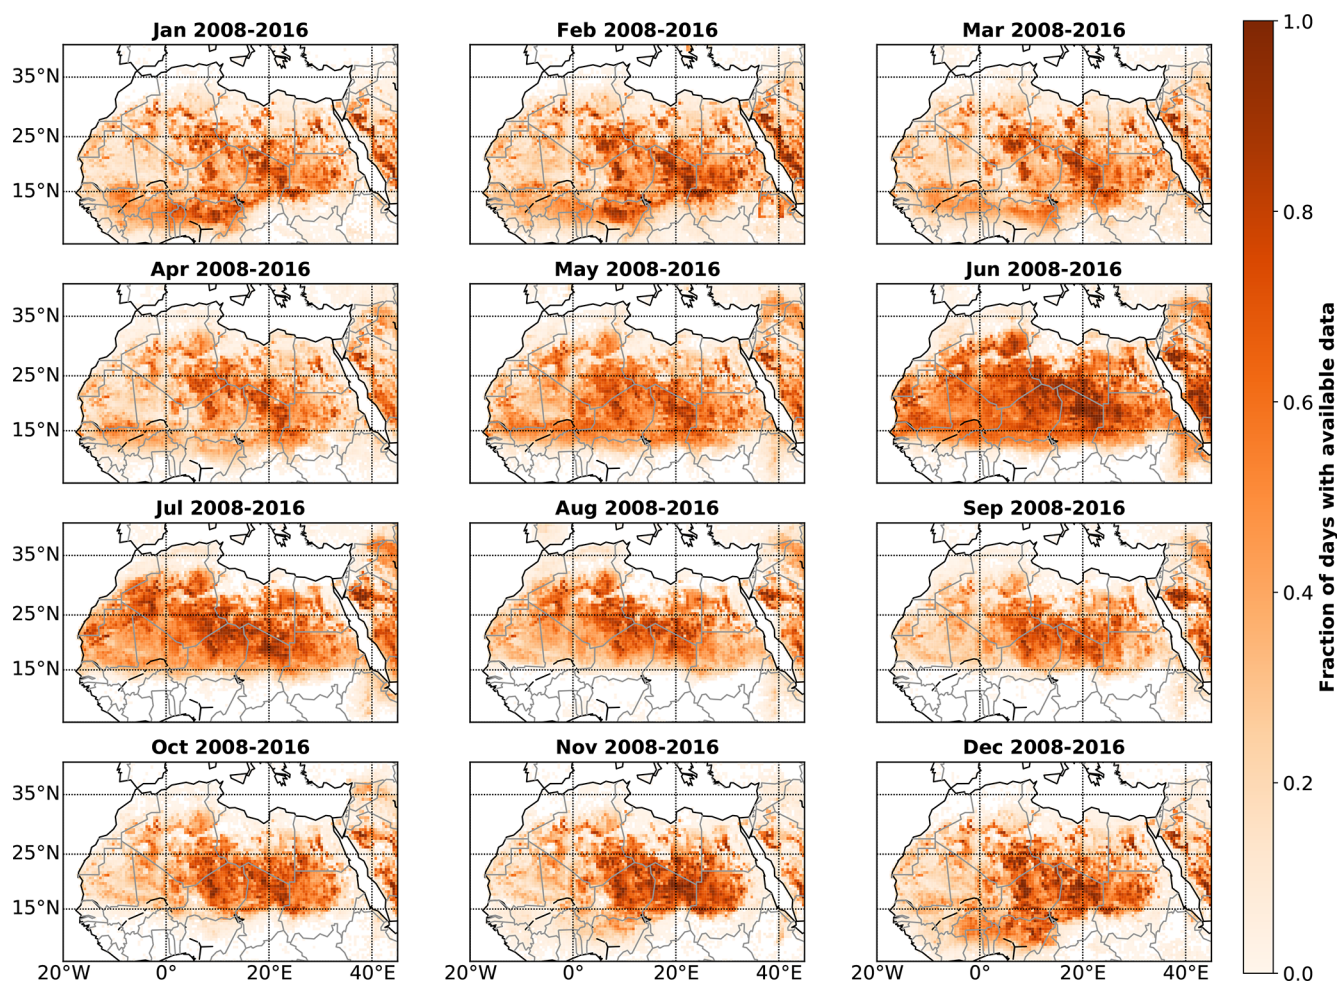 Jan 2008-2016
Feb 2008-2016
Mar 2008-2016
35°N
25°N
15°N
Apr 2008-2016
May 2008-2016
Jun 2008-2016
35°N
25°N
15°N
Jul 2008-2016
Aug 2008-2016
Sep 2008-2016
35°N
25°N
15°N
Oct 2008-2016
Nov 2008-2016
Dec 2008-2016
35°N
25°N
15°N
20°W 0° 20°E 40°E
20°W 0° 20°E 40°E
20°W 0° 20°E 40°E
1.0
0.8
0.6
0.4
0.2
0.0
Fraction of days with available data